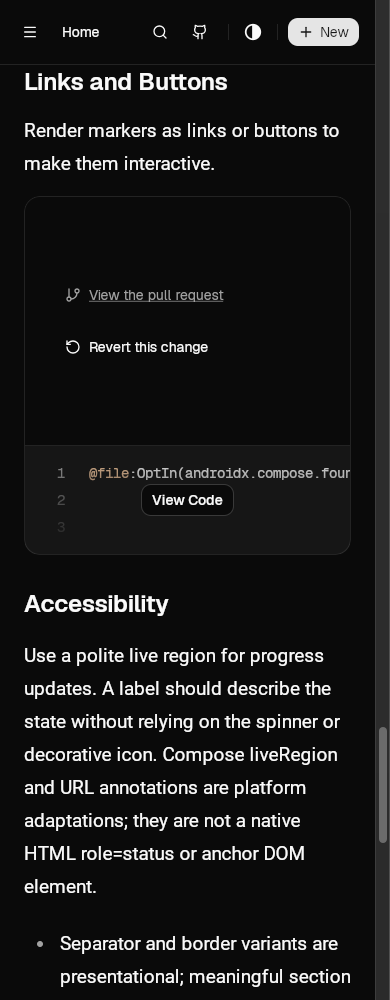 Home
New
Links and Buttons
Render markers as links or buttons to
make them interactive.
View the pull request
Revert this change
1 @file:OptIn(androidx.compose.foun
2
View Code
3
Accessibility
Use a polite live region for progress
updates. A label should describe the
state without relying on the spinner or
decorative icon. Compose liveRegion
and URL annotations are platform
adaptations; they are not a native
HTML role=status or anchor DOM
element.
• Separator and border variants are
presentational; meaningful section